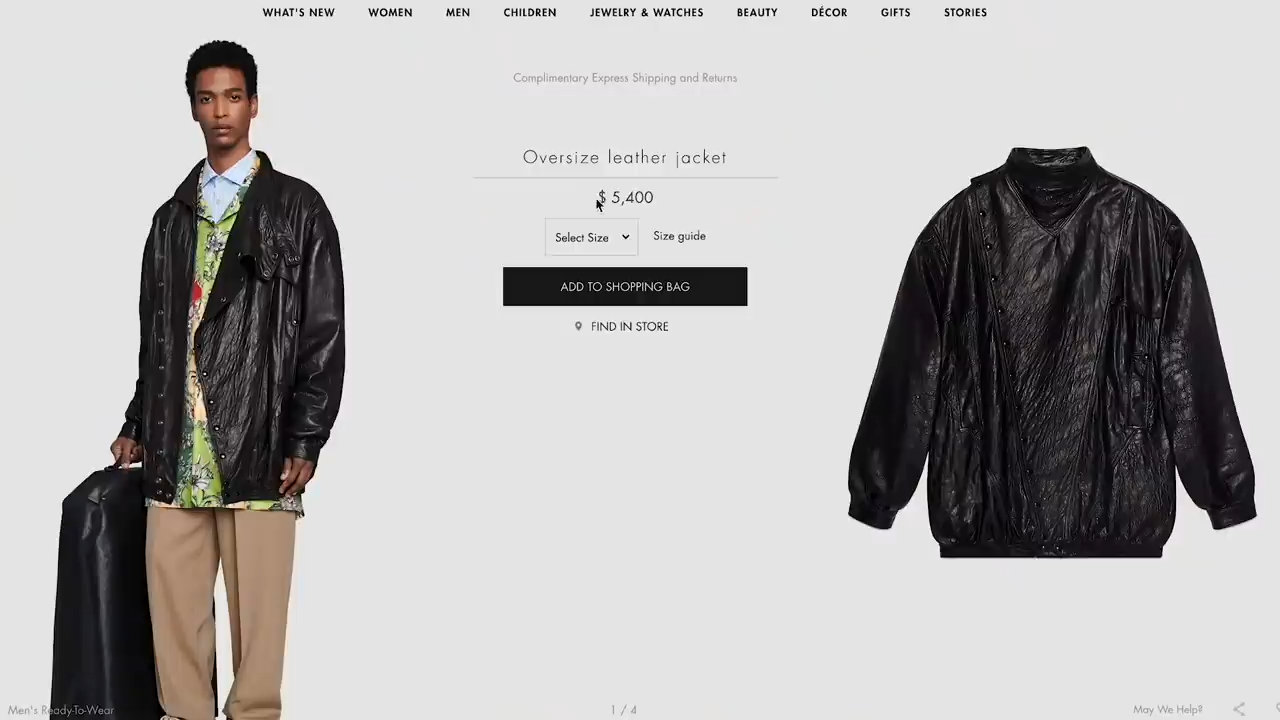 WHAT'S NEW WOMEN MEN CHILDREN JEWELRY & WATCHES BEAUTY DÉCOR GIFTS STORIES
Complimentary Express Shipping and Returns
Oversize leather jacket
$ 5,400
Select Size Size guide
ADD TO SHOPPING BAG
FIND IN STORE
Men's Ready-To-Wear 1 / 4 May We Help?